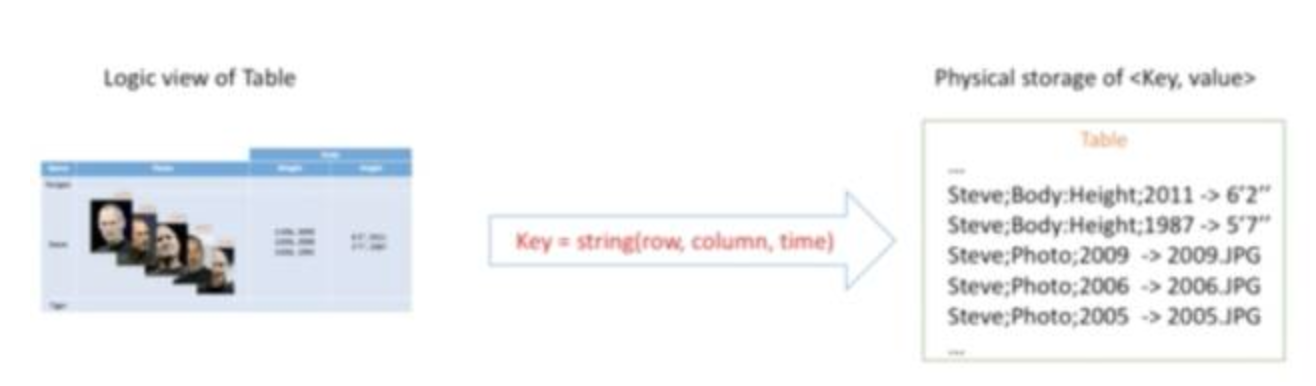 Logic view of Table
Physical storage of <Key, value>
Key = string(row, column, time)
Table
...
Steve;Body:Height;2011 -> 6'2''
Steve;Body:Height;1987 -> 5'7''
Steve;Photo;2009 -> 2009.JPG
Steve;Photo;2006 -> 2006.JPG
Steve;Photo;2005 -> 2005.JPG
...